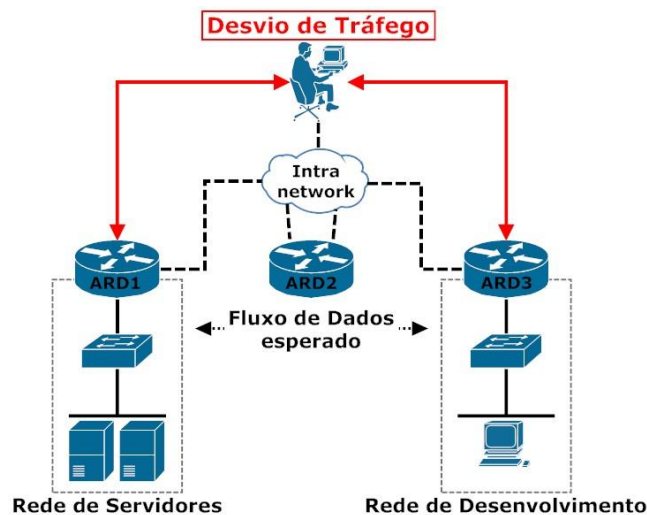 Desvio de Tráfego
Intra
network
ARD1
ARD2
ARD3
Fluxo de Dados
esperado
Rede de Servidores
Rede de Desenvolvimento